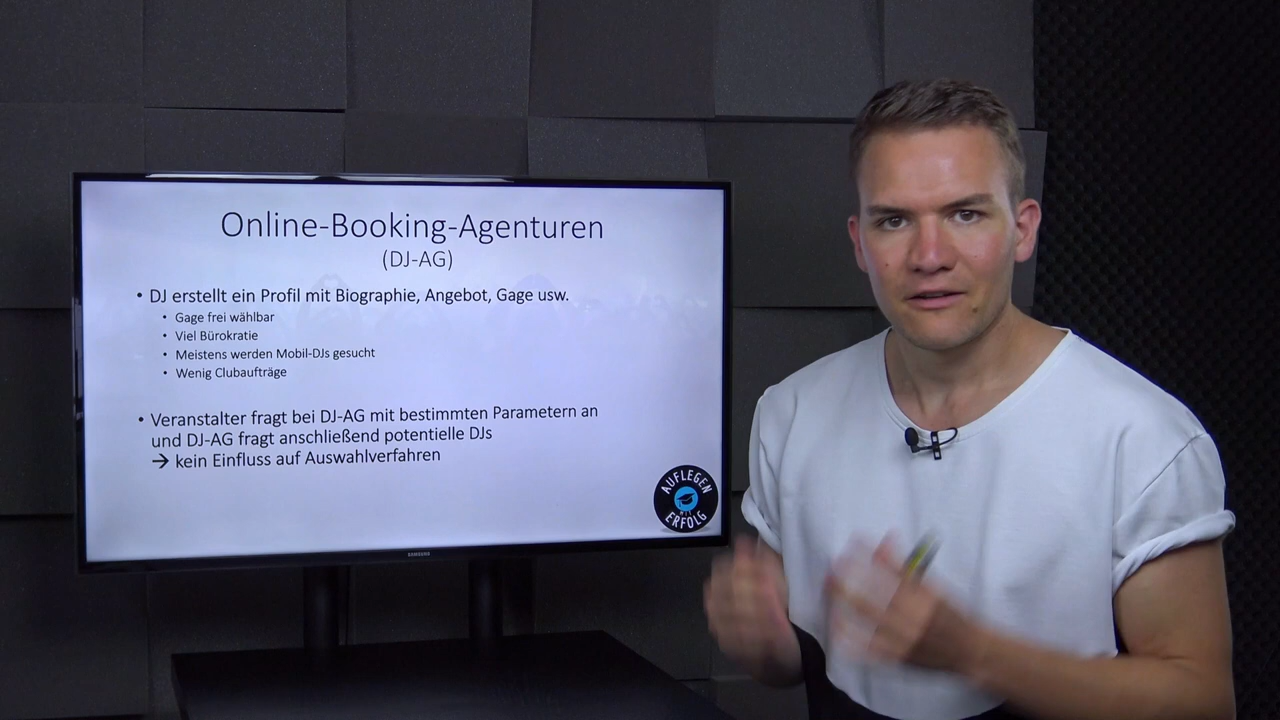 Online-Booking-Agenturen
(DJ-AG)
• DJ erstellt ein Profil mit Biographie, Angebot, Gage usw.
• Gage frei wählbar
• Viel Bürokratie
• Meistens werden Mobil-DJs gesucht
• Wenig Clubaufträge
• Veranstalter fragt bei DJ-AG mit bestimmten Parametern an
und DJ-AG fragt anschließend potentielle DJs
→ kein Einfluss auf Auswahlverfahren
AUFLEGEN
MIT
ERFOLG
SAMSUNG